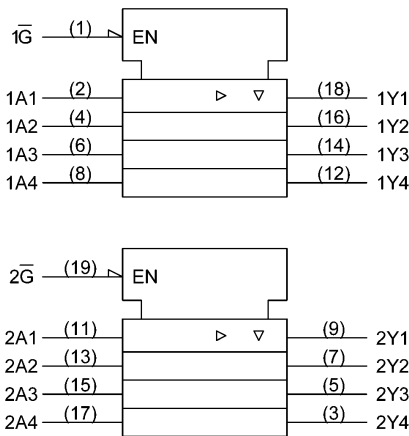 1G̅ (1) EN
1A1 (2) (18) 1Y1
1A2 (4) (16) 1Y2
1A3 (6) (14) 1Y3
1A4 (8) (12) 1Y4
2G̅ (19) EN
2A1 (11) (9) 2Y1
2A2 (13) (7) 2Y2
2A3 (15) (5) 2Y3
2A4 (17) (3) 2Y4